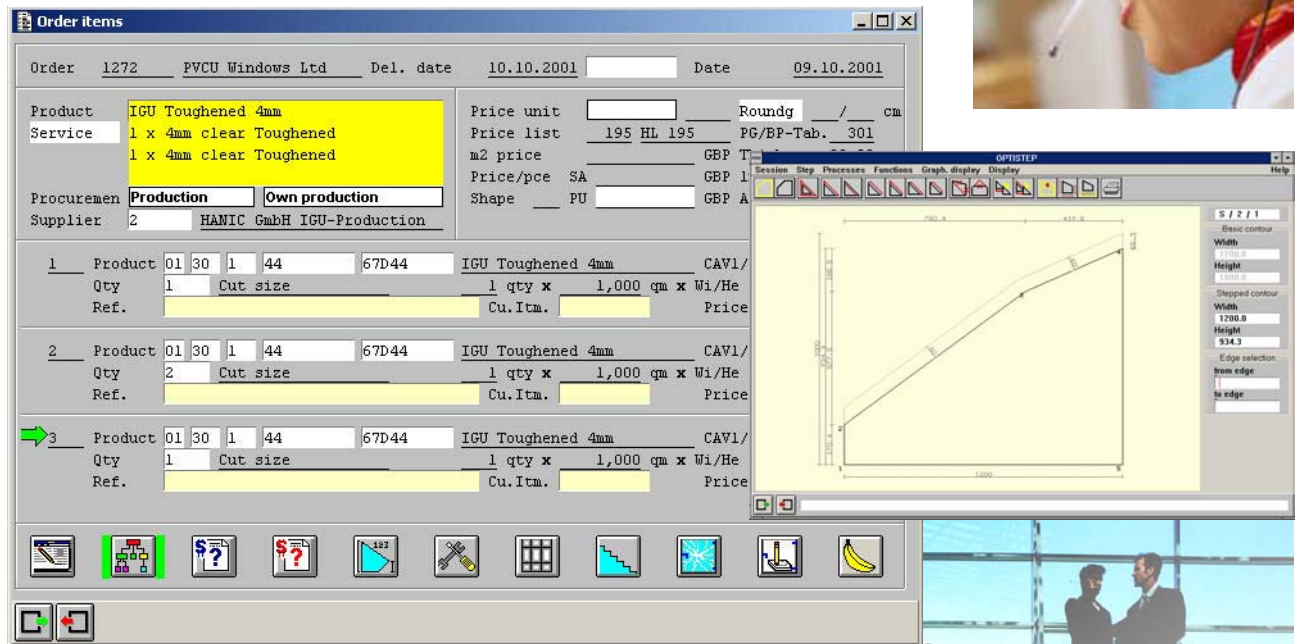 Order items
Order 1272 PVCU Windows Ltd Del. date 10.10.2001 Date 09.10.2001
Product IGU Toughened 4mm Price unit Roundg / cm
Service 1 x 4mm clear Toughened Price list 195 HL 195 PG/BP-Tab. 301
1 x 4mm clear Toughened m2 price GBP
Price/pce SA GBP
Procuremen Production Own production Shape PU GBP
Supplier 2 HANIC GmbH IGU-Production
1 Product 01 30 1 44 67D44 IGU Toughened 4mm CAV1/
Qty 1 Cut size 1 qty x 1,000 qm x Wi/He
Ref. Cu.Itm. Price
2 Product 01 30 1 44 67D44 IGU Toughened 4mm CAV1/
Qty 2 Cut size 1 qty x 1,000 qm x Wi/He
Ref. Cu.Itm. Price
3 Product 01 30 1 44 67D44 IGU Toughened 4mm CAV1/
Qty 1 Cut size 1 qty x 1,000 qm x Wi/He
Ref. Cu.Itm. Price
$? $? 123
OPTISTEP
Session Step Processes Functions Graph. display Display Help
S / 2 / 1
Basic contour
Width
1200.0
Height
Stepped contour
Width
1200.0
Height
934.3
Edge selection
from edge
to edge
1200